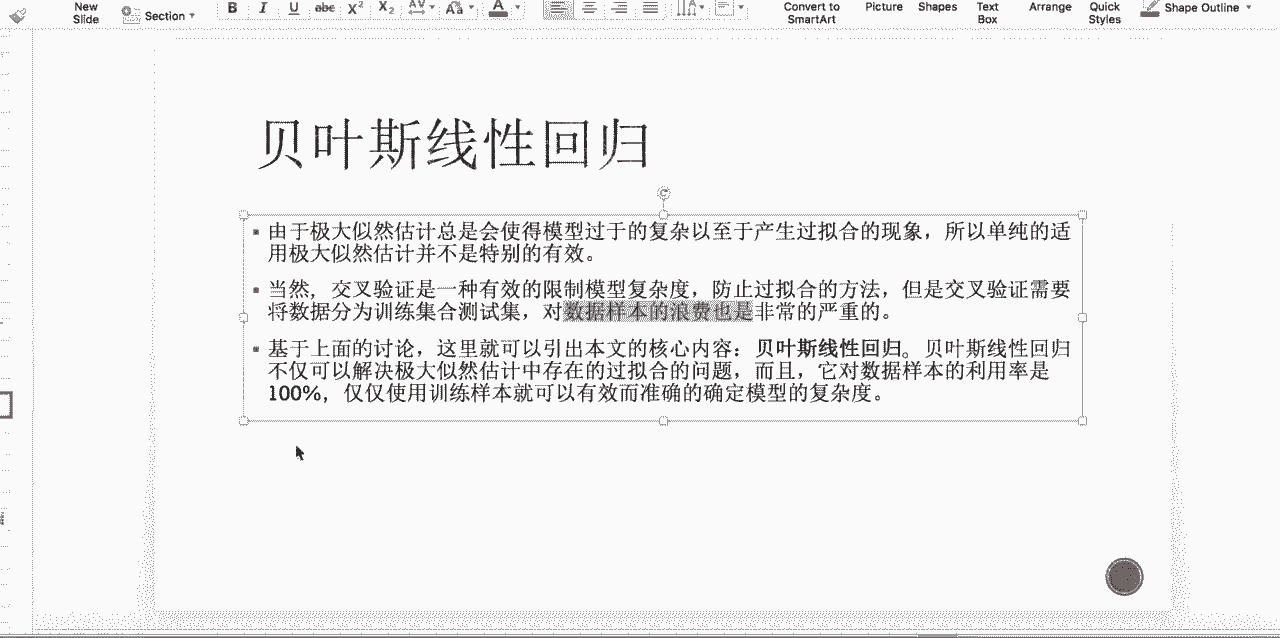 New
Slide
Section
B I U abc X² X₂ AV Aa A
Convert to
SmartArt
Picture
Shapes
Text
Box
Arrange
Quick
Styles
Shape Outline
贝叶斯线性回归
▪ 由于极大似然估计总是会使得模型过于的复杂以至于产生过拟合的现象，所以单纯的适
用极大似然估计并不是特别的有效。
▪ 当然，交叉验证是一种有效的限制模型复杂度，防止过拟合的方法，但是交叉验证需要
将数据分为训练集合测试集，对数据样本的浪费也是非常的严重的。
▪ 基于上面的讨论，这里就可以引出本文的核心内容：贝叶斯线性回归。贝叶斯线性回归
不仅可以解决极大似然估计中存在的过拟合的问题，而且，它对数据样本的利用率是
100%，仅仅使用训练样本就可以有效而准确的确定模型的复杂度。